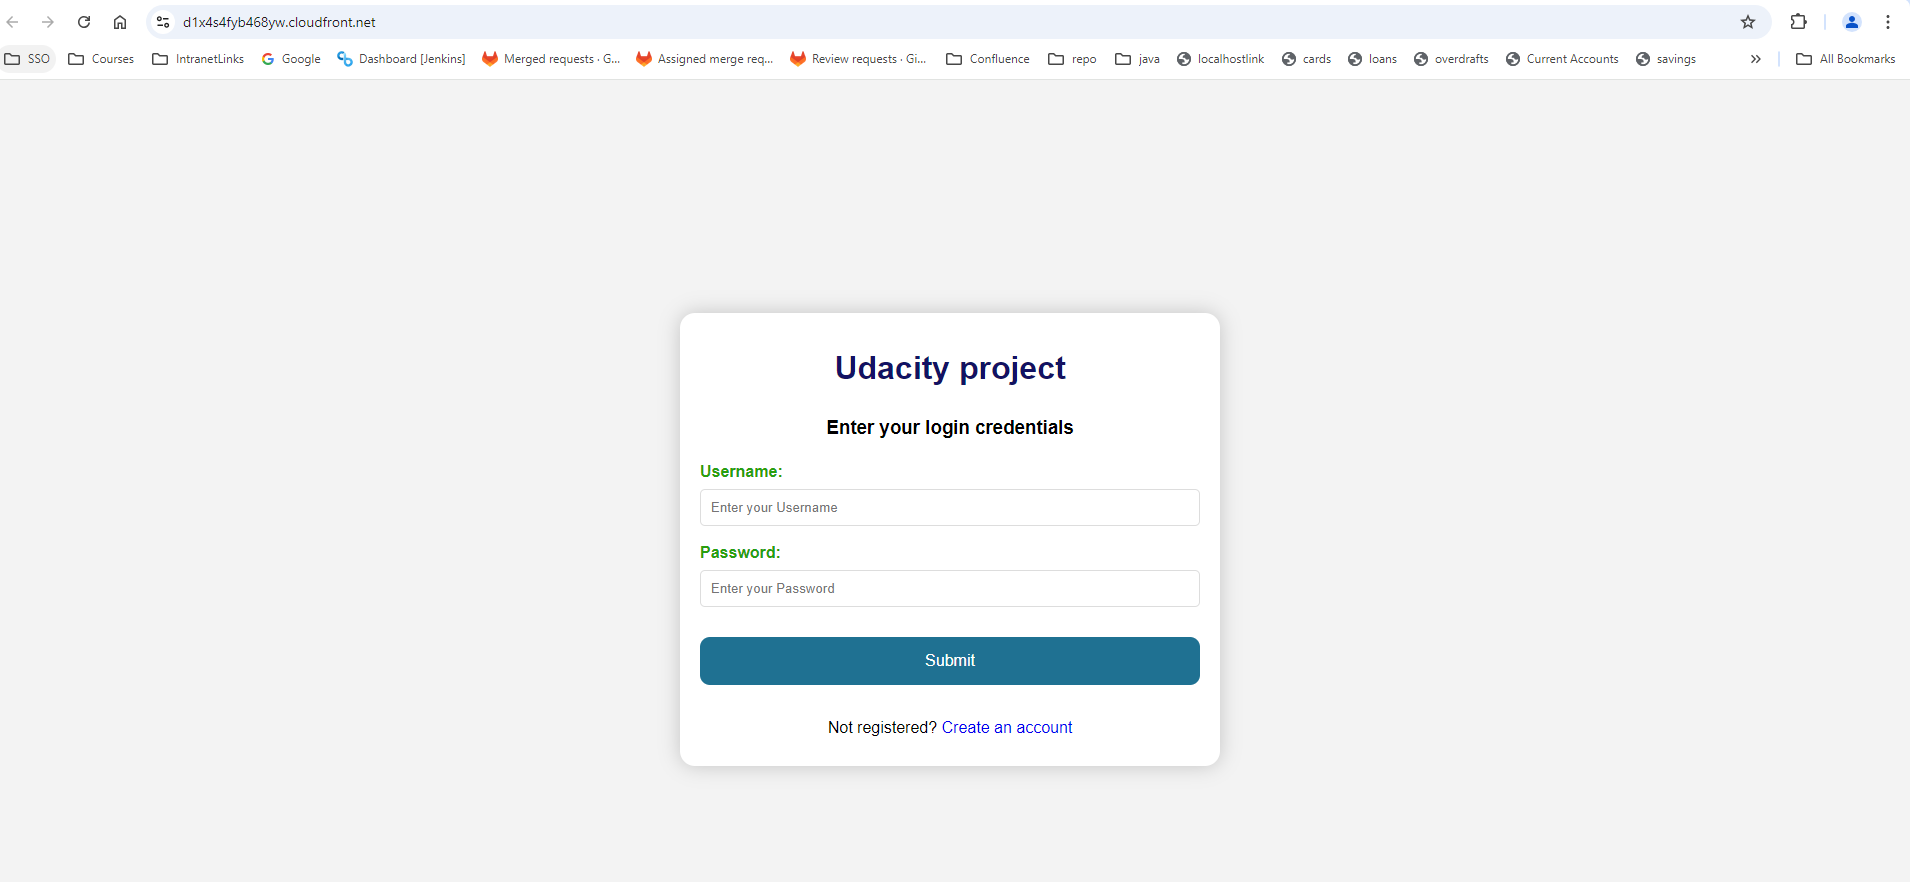 d1x4s4fyb468yw.cloudfront.net
SSO Courses IntranetLinks Google Dashboard [Jenkins] Merged requests · G... Assigned merge req... Review requests · Gi... Confluence repo java localhostlink cards loans overdrafts Current Accounts savings » All Bookmarks
Udacity project
Enter your login credentials
Username:
Enter your Username
Password:
Enter your Password
Submit
Not registered? Create an account